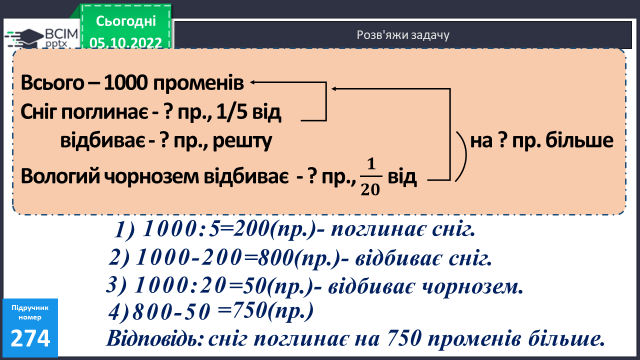 Сьогодні
05.10.2022
ВСІМ
pptx
Розв'яжи задачу
Всього – 1000 променів
Сніг поглинає - ? пр., 1/5 від
відбиває - ? пр., решту
на ? пр. більше
Вологий чорнозем відбиває - ? пр., 1/20 від
1) 1000:5=200(пр.)- поглинає сніг.
2) 1000-200=800(пр.)- відбиває сніг.
3) 1000:20=50(пр.)- відбиває чорнозем.
4)800-50 =750(пр.)
Підручник
номер
274
Відповідь: сніг поглинає на 750 променів більше.